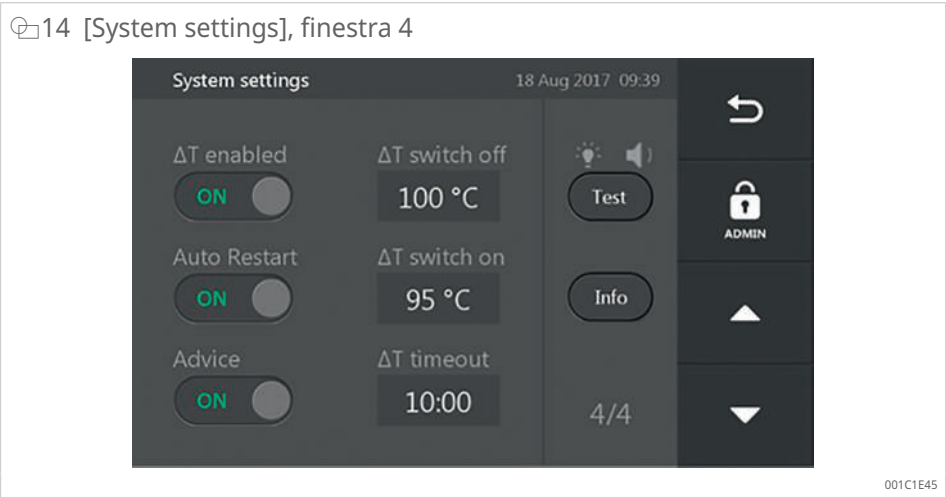 14 [System settings], finestra 4
System settings
18 Aug 2017 09:39
ΔT enabled
ON
ΔT switch off
100 °C
Test
ADMIN
Auto Restart
ON
ΔT switch on
95 °C
Info
Advice
ON
ΔT timeout
10:00
4/4
001C1E45